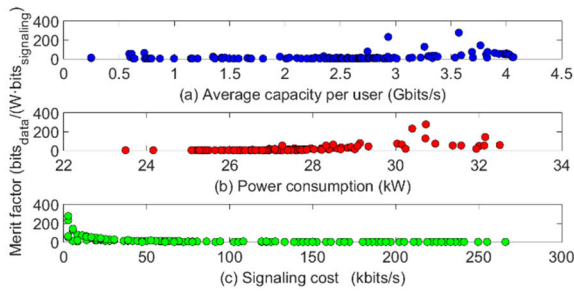 Merit factor (bits_data/(W·bits_signaling)
400
200
0
0 0.5 1 1.5 2 2.5 3 3.5 4 4.5
(a) Average capacity per user (Gbits/s)
400
200
0
22 24 26 28 30 32 34
(b) Power consumption (kW)
400
200
0
0 50 100 150 200 250 300
(c) Signaling cost (kbits/s)